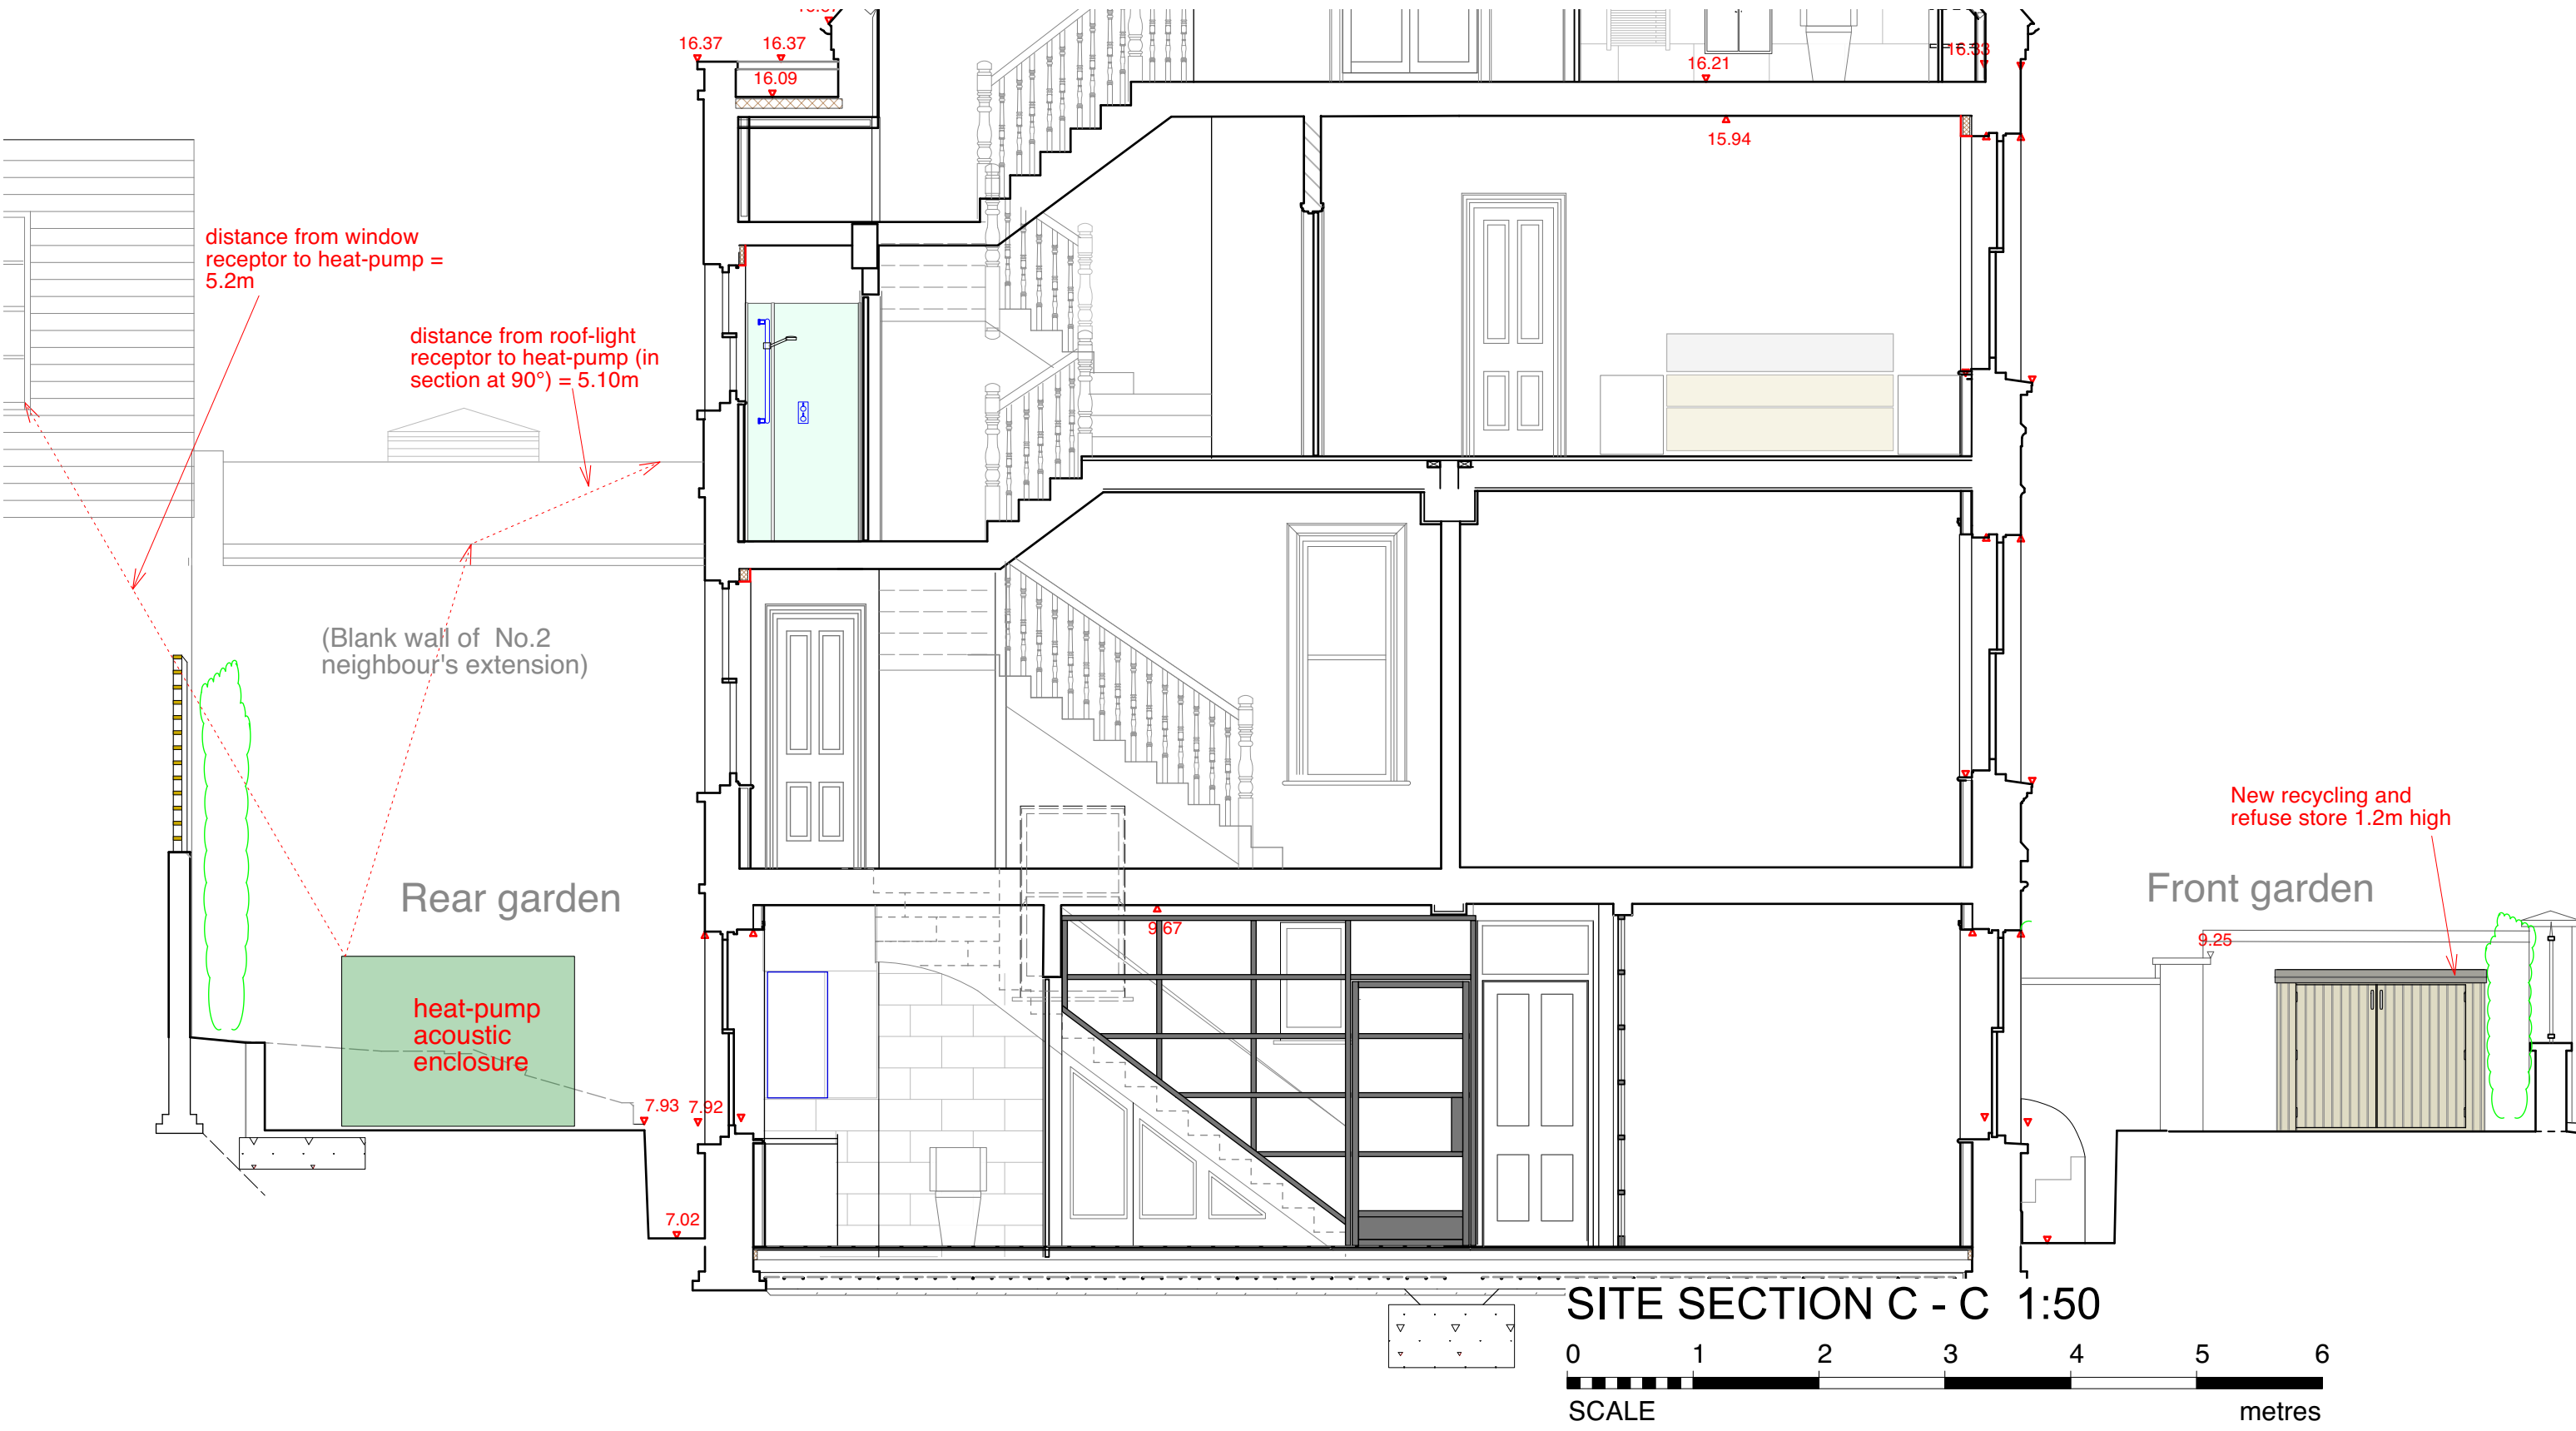 16.37
16.37
16.09
16.21
16.33
15.94
distance from window
receptor to heat-pump =
5.2m
distance from roof-light
receptor to heat-pump (in
section at 90°) = 5.10m
(Blank wall of No.2
neighbour's extension)
New recycling and
refuse store 1.2m high
Rear garden
Front garden
9.67
9.25
heat-pump
acoustic
enclosure
7.93 7.92
7.02
SITE SECTION C - C 1:50
0 1 2 3 4 5 6
SCALE metres